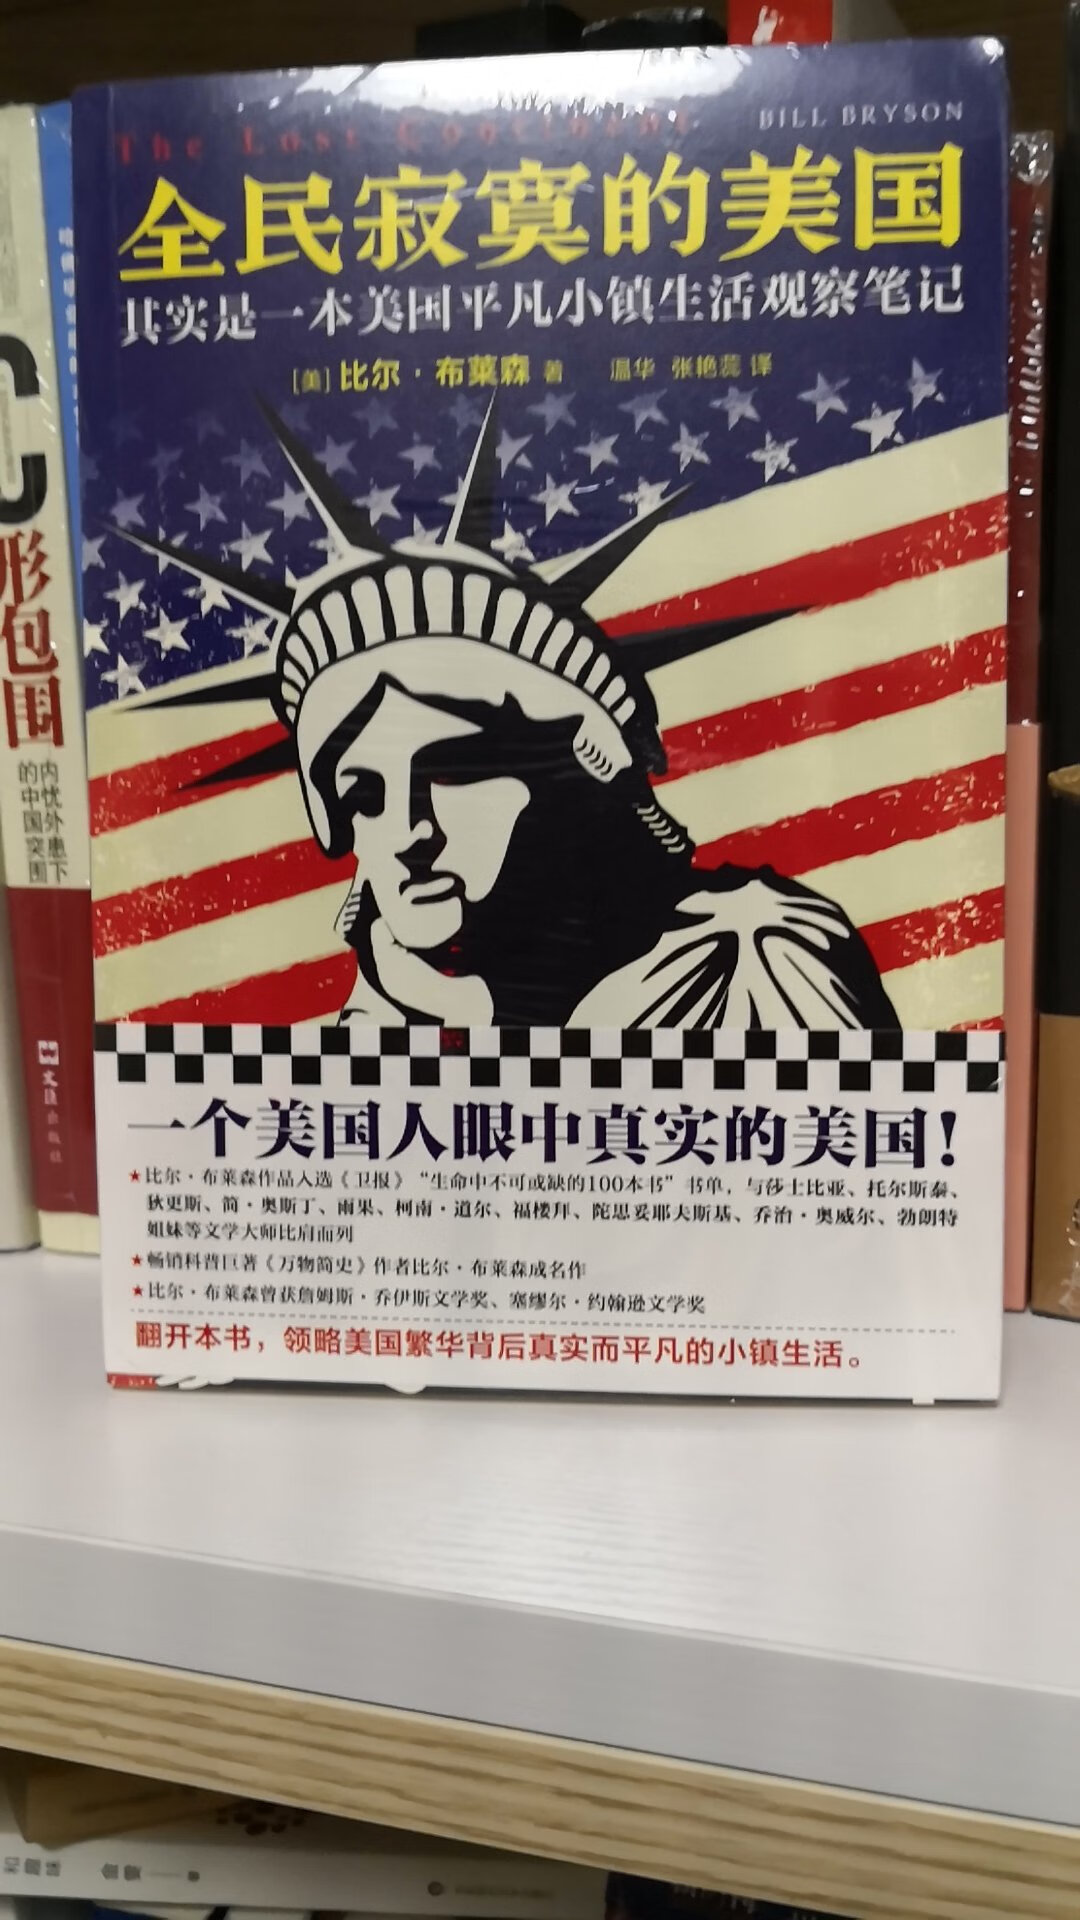 The Lost Continent
BILL BRYSON
全民寂寞的美国
其实是一本美国平凡小镇生活观察笔记
[美] 比尔·布莱森 著 温华 张艳蕊 译
一个美国人眼中真实的美国!
★比尔·布莱森作品入选《卫报》“生命中不可或缺的100本书”书单，与莎士比亚、托尔斯泰、
狄更斯、简·奥斯丁、雨果、柯南·道尔、福楼拜、陀思妥耶夫斯基、乔治·奥威尔、勃朗特
姐妹等文学大师比肩而列
★畅销科普巨著《万物简史》作者比尔·布莱森成名作
★比尔·布莱森曾获詹姆斯·乔伊斯文学奖、塞缪尔·约翰逊文学奖
翻开本书，领略美国繁华背后真实而平凡的小镇生活。
C
形包围
内忧外患下
的中国突围
文汇出版社